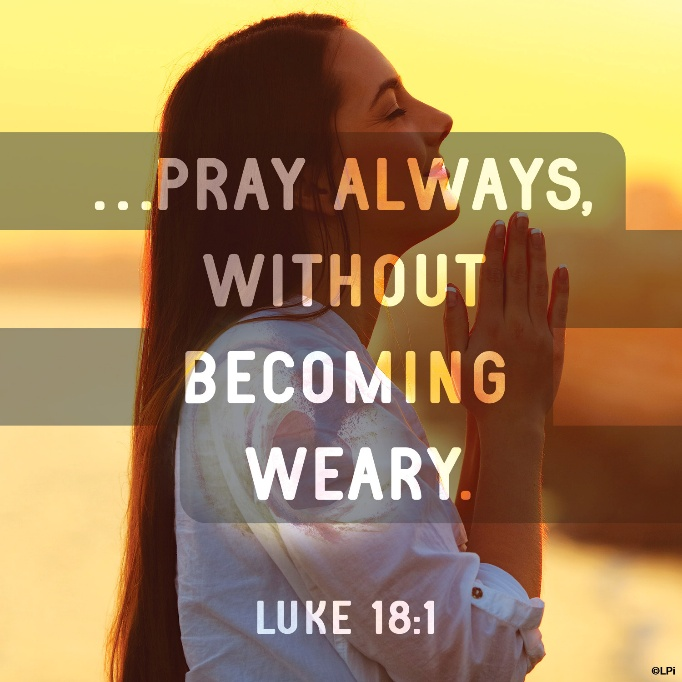 ...PRAY ALWAYS,
WITHOUT
BECOMING
WEARY.
LUKE 18:1
©LPi